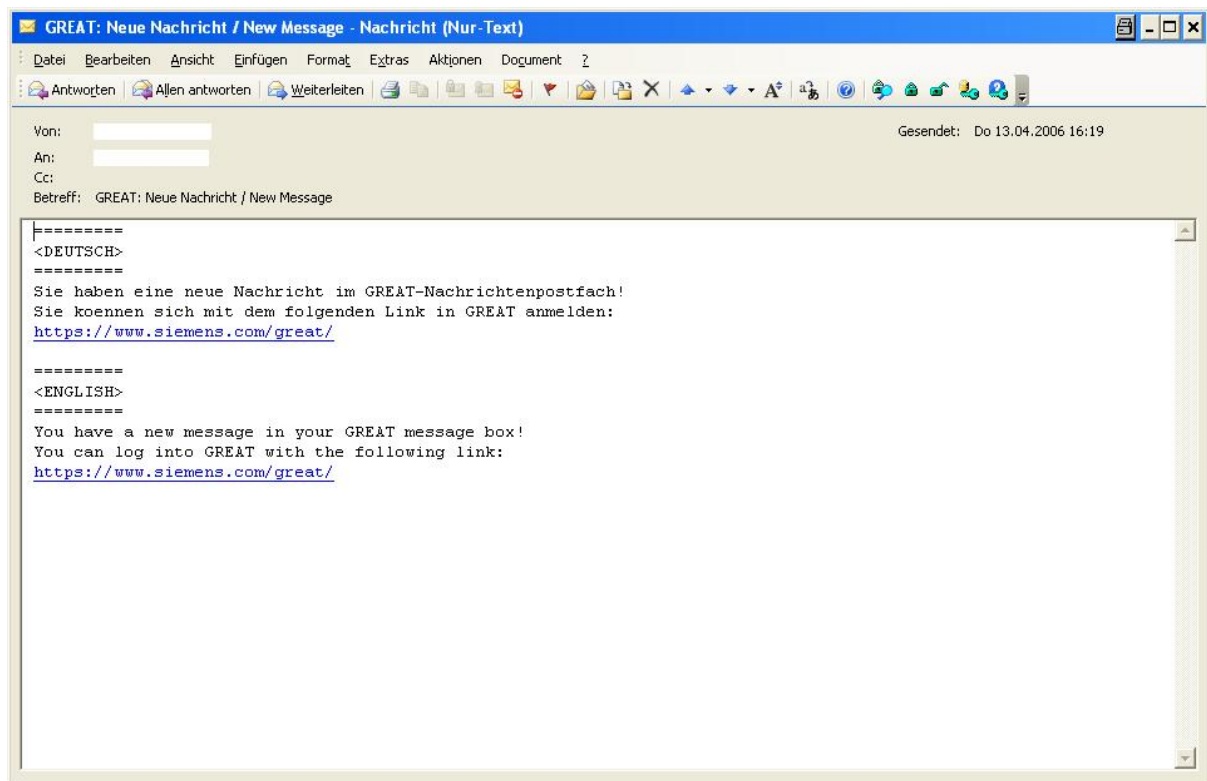 GREAT: Neue Nachricht / New Message - Nachricht (Nur-Text)
Datei Bearbeiten Ansicht Einfügen Format Extras Aktionen Document ?
Antworten Allen antworten Weiterleiten
Von:
Gesendet: Do 13.04.2006 16:19
An:
Cc:
Betreff: GREAT: Neue Nachricht / New Message
=========
<DEUTSCH>
=========
Sie haben eine neue Nachricht im GREAT-Nachrichtenpostfach!
Sie koennen sich mit dem folgenden Link in GREAT anmelden:
https://www.siemens.com/great/
=========
<ENGLISH>
=========
You have a new message in your GREAT message box!
You can log into GREAT with the following link:
https://www.siemens.com/great/